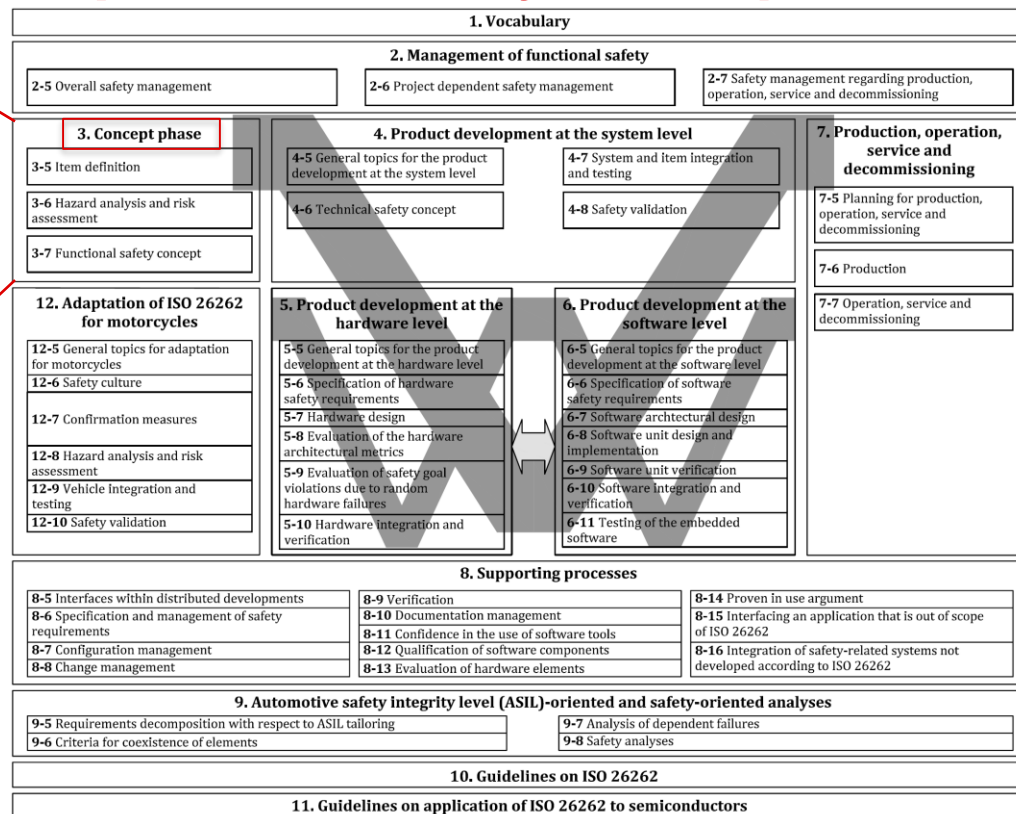 1. Vocabulary
2. Management of functional safety
2-5 Overall safety management
2-6 Project dependent safety management
2-7 Safety management regarding production,
operation, service and decommissioning
3. Concept phase
3-5 Item definition
3-6 Hazard analysis and risk
assessment
3-7 Functional safety concept
4. Product development at the system level
4-5 General topics for the product
development at the system level
4-6 Technical safety concept
4-7 System and item integration
and testing
4-8 Safety validation
7. Production, operation,
service and
decommissioning
7-5 Planning for production,
operation, service and
decommissioning
7-6 Production
7-7 Operation, service and
decommissioning
12. Adaptation of ISO 26262
for motorcycles
12-5 General topics for adaptation
for motorcycles
12-6 Safety culture
12-7 Confirmation measures
12-8 Hazard analysis and risk
assessment
12-9 Vehicle integration and
testing
12-10 Safety validation
5. Product development at the
hardware level
5-5 General topics for the product
development at the hardware level
5-6 Specification of hardware
safety requirements
5-7 Hardware design
5-8 Evaluation of the hardware
architectural metrics
5-9 Evaluation of safety goal
violations due to random
hardware failures
5-10 Hardware integration and
verification
6. Product development at the
software level
6-5 General topics for the product
development at the software level
6-6 Specification of software
safety requirements
6-7 Software archtectural design
6-8 Software unit design and
implementation
6-9 Software unit verification
6-10 Software integration and
verification
6-11 Testing of the embedded
software
8. Supporting processes
8-5 Interfaces within distributed developments
8-6 Specification and management of safety
requirements
8-7 Configuration management
8-8 Change management
8-9 Verification
8-10 Documentation management
8-11 Confidence in the use of software tools
8-12 Qualification of software components
8-13 Evaluation of hardware elements
8-14 Proven in use argument
8-15 Interfacing an application that is out of scope
of ISO 26262
8-16 Integration of safety-related systems not
developed according to ISO 26262
9. Automotive safety integrity level (ASIL)-oriented and safety-oriented analyses
9-5 Requirements decomposition with respect to ASIL tailoring
9-6 Criteria for coexistence of elements
9-7 Analysis of dependent failures
9-8 Safety analyses
10. Guidelines on ISO 26262
11. Guidelines on application of ISO 26262 to semiconductors